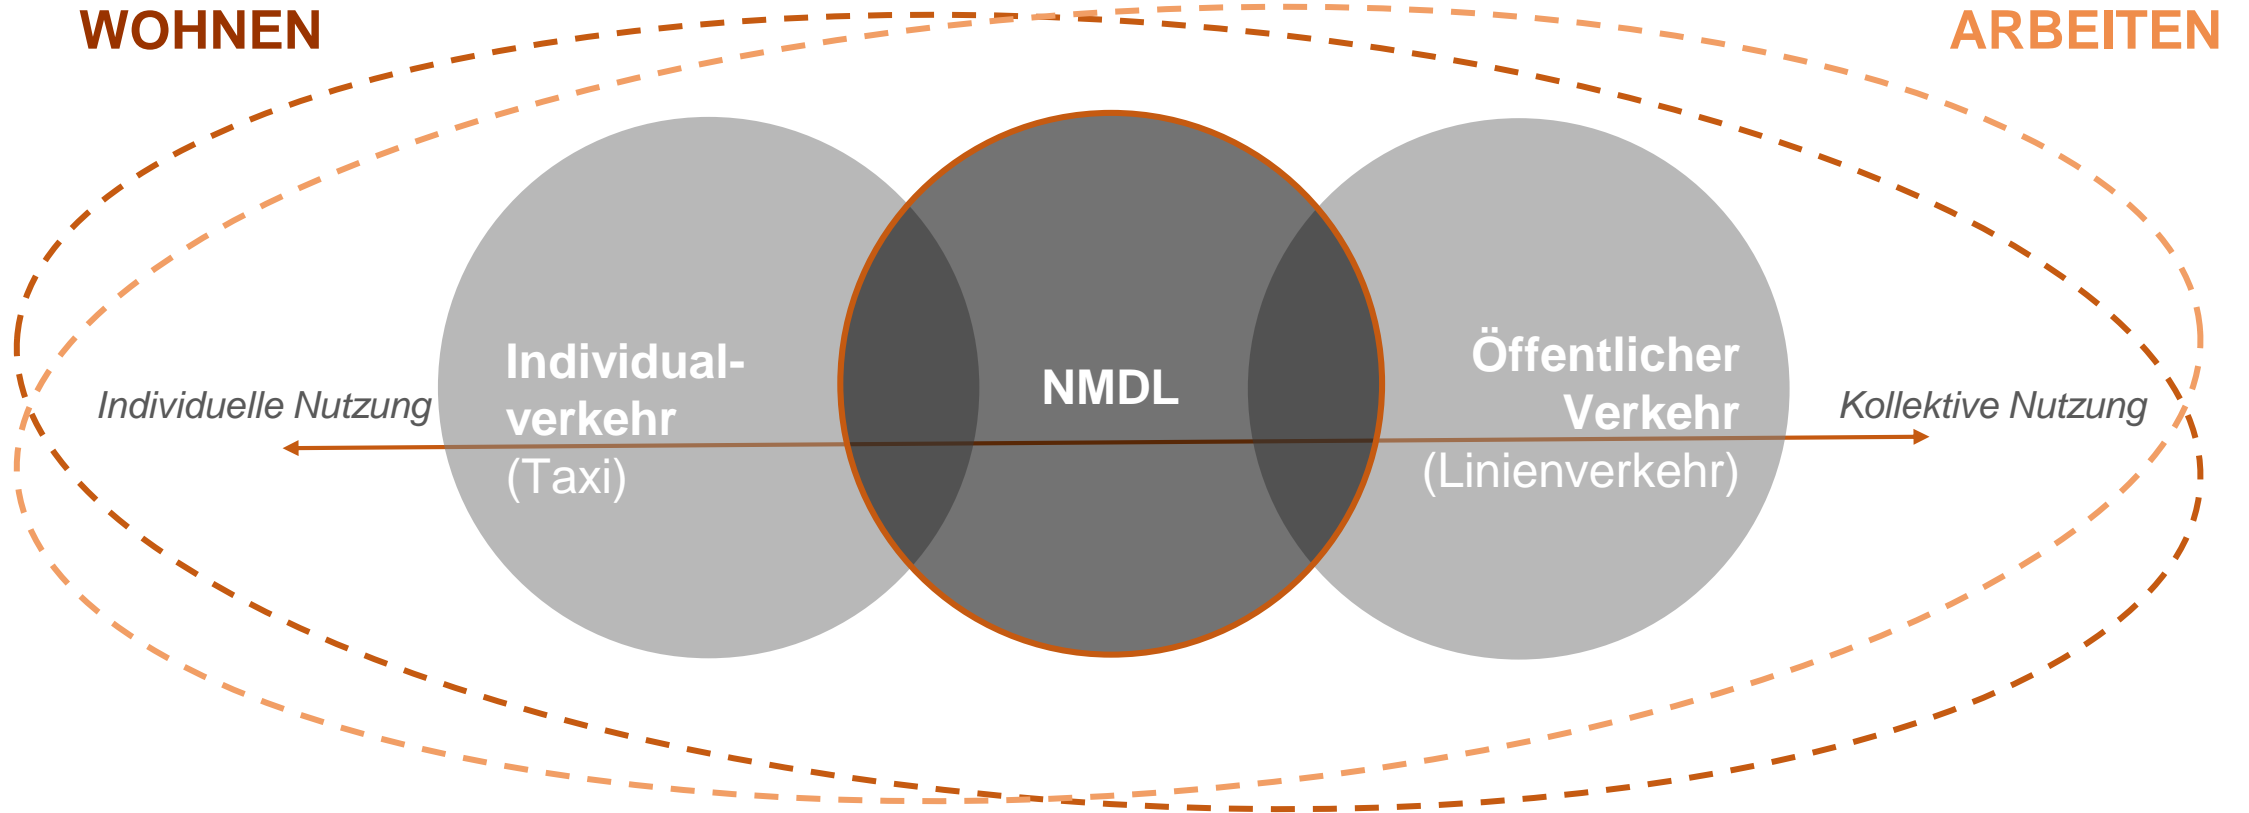 WOHNEN
ARBEITEN
Individuelle Nutzung
Individual-
verkehr
(Taxi)
NMDL
Öffentlicher
Verkehr
(Linienverkehr)
Kollektive Nutzung